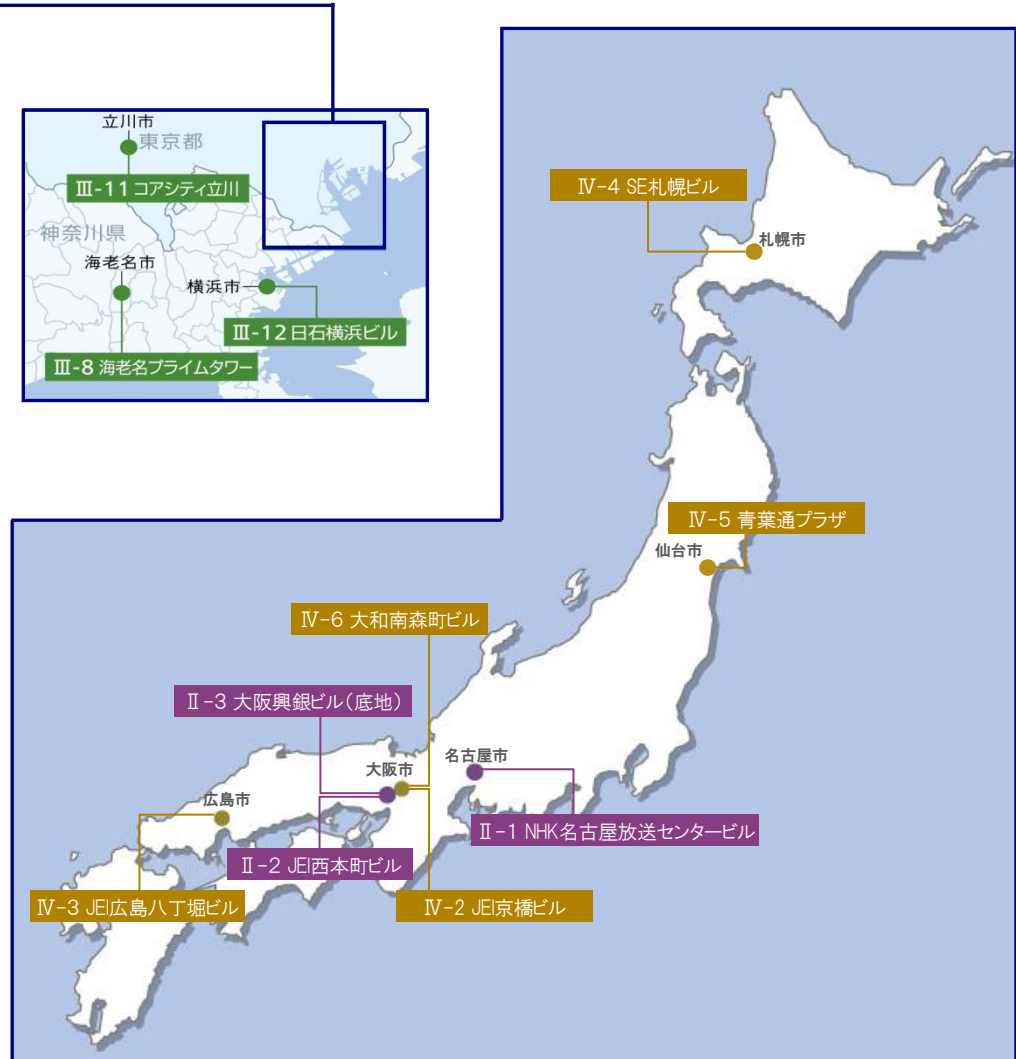 立川市
東京都
Ⅲ-11 コアシティ立川
神奈川県
海老名市
横浜市
Ⅲ-12 日石横浜ビル
Ⅲ-8 海老名プライムタワー
Ⅳ-4 SE札幌ビル
札幌市
Ⅳ-5 青葉通プラザ
仙台市
Ⅳ-6 大和南森町ビル
Ⅱ-3 大阪興銀ビル(底地)
名古屋市
大阪市
広島市
Ⅱ-1 NHK名古屋放送センタービル
Ⅱ-2 JEI西本町ビル
Ⅳ-3 JEI広島八丁堀ビル
Ⅳ-2 JEI京橋ビル